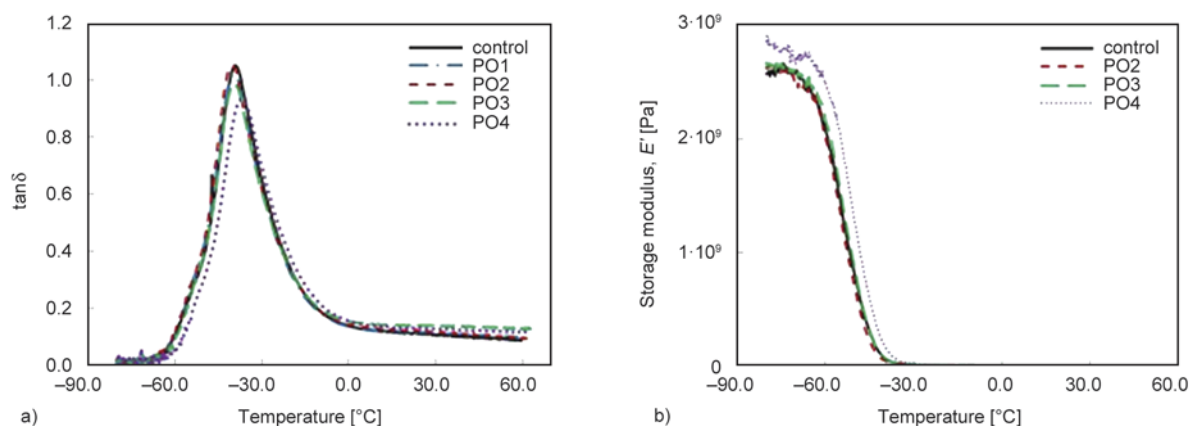 1.2
1.0
0.8
0.6
0.4
0.2
0.0
tanδ
control
PO1
PO2
PO3
PO4
–90.0 –60.0 –30.0 0.0 30.0 60.0
Temperature [°C]
a)
3·10⁹
2·10⁹
1·10⁹
0
Storage modulus, E' [Pa]
control
PO2
PO3
PO4
–90.0 –60.0 –30.0 0.0 30.0 60.0
Temperature [°C]
b)